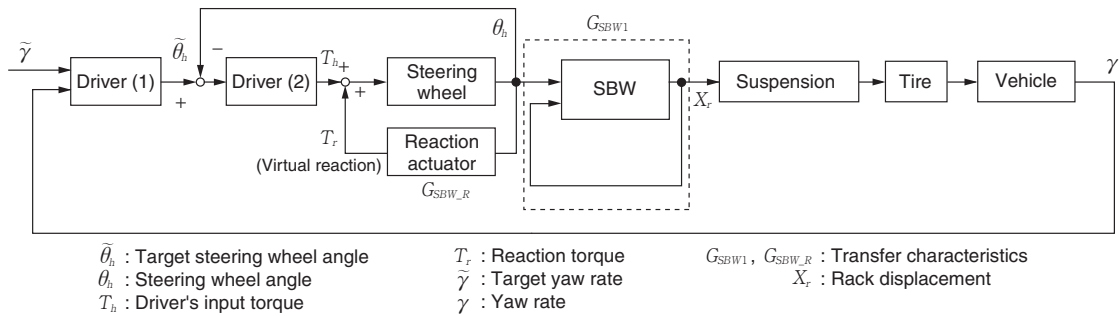 G_SBW1
θ_h
γ̃
θ̃_h
−
T_h
+
γ
Driver (1)
Driver (2)
Steering
wheel
SBW
Suspension
Tire
Vehicle
+
+
X_r
T_r
(Virtual reaction)
Reaction
actuator
G_SBW_R
θ̃_h : Target steering wheel angle
θ_h : Steering wheel angle
T_h : Driver's input torque
T_r : Reaction torque
γ̃ : Target yaw rate
γ : Yaw rate
G_SBW1, G_SBW_R : Transfer characteristics
X_r : Rack displacement